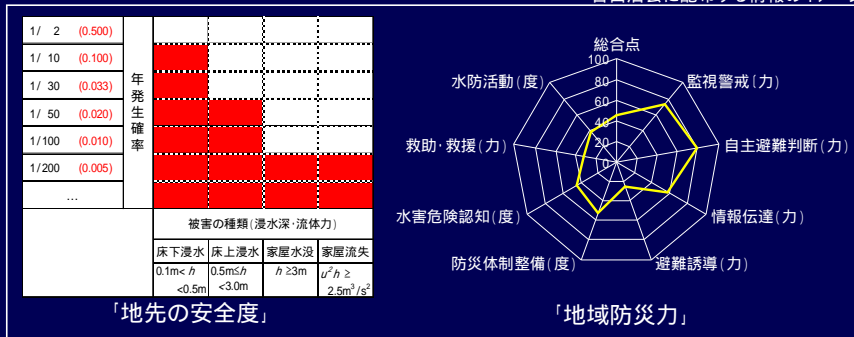 1/ 2 (0.500)
1/ 10 (0.100)
1/ 30 (0.033)
1/ 50 (0.020)
1/100 (0.010)
1/200 (0.005)
…
年発生確率
被害の種類(浸水深・流体力)
床下浸水 床上浸水 家屋水没 家屋流失
0.1m< h <0.5m
0.5m≤h <3.0m
h ≥3m
u²h ≥ 2.5m³/s²
「地先の安全度」
総合点
100
80
60
40
20
0
監視警戒(力)
自主避難判断(力)
情報伝達(力)
避難誘導(力)
防災体制整備(度)
水害危険認知(度)
救助・救援(力)
水防活動(度)
「地域防災力」